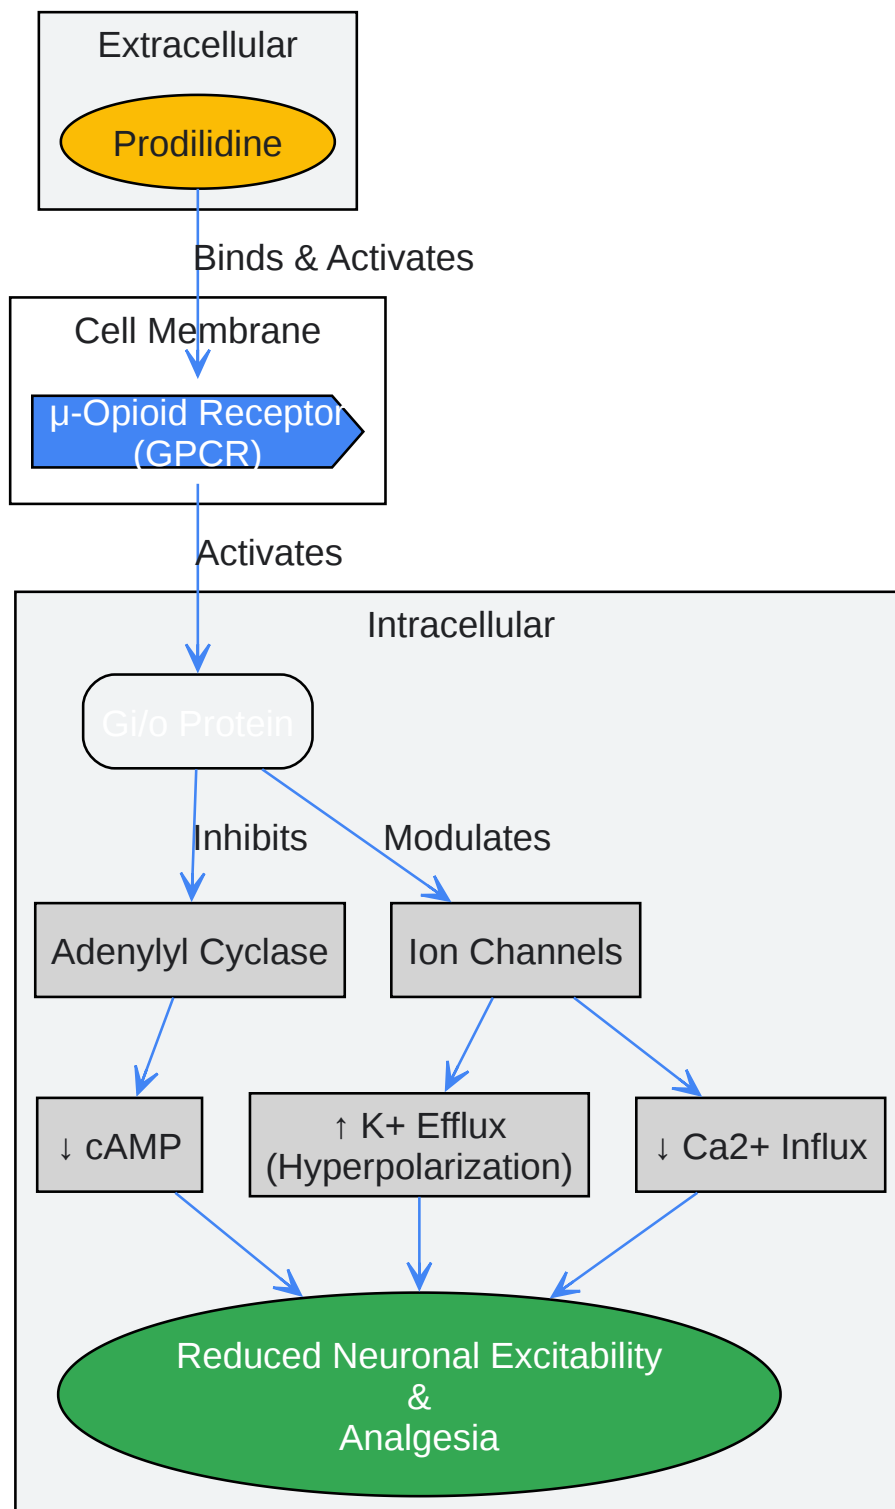 Extracellular
Prodilidine
Binds & Activates
Cell Membrane
μ-Opioid Receptor
(GPCR)
Activates
Intracellular
Gi/o Protein
Inhibits
Modulates
Adenylyl Cyclase
Ion Channels
↓ cAMP
↑ K+ Efflux
(Hyperpolarization)
↓ Ca2+ Influx
Reduced Neuronal Excitability
&
Analgesia